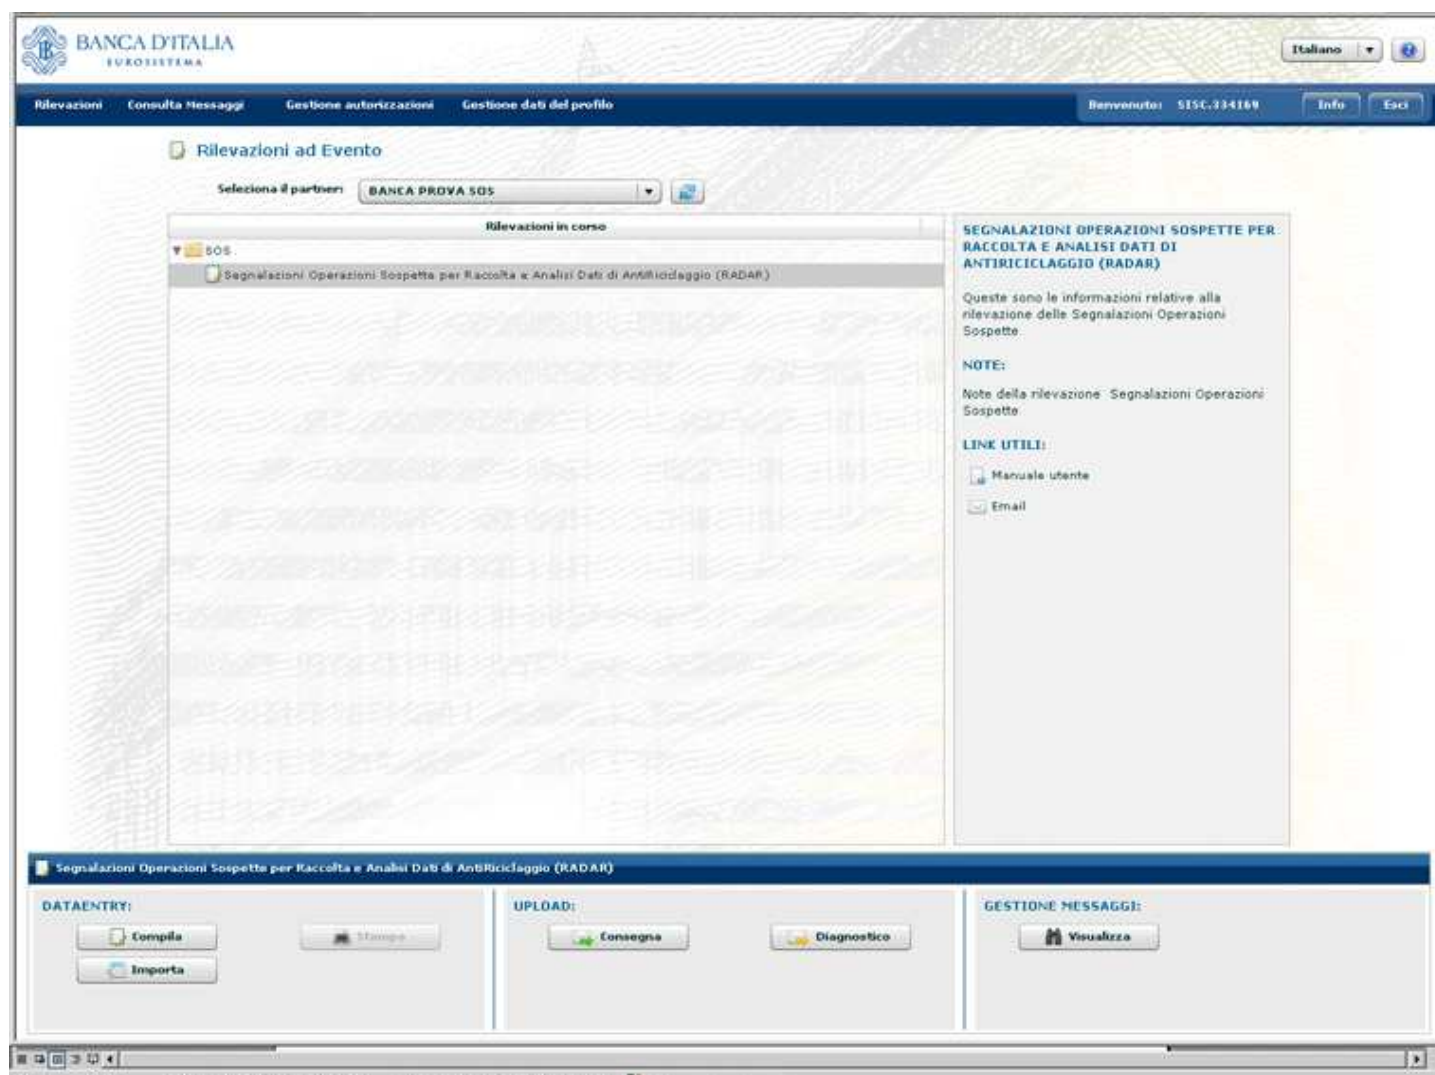 BANCA D'ITALIA
EUROSISTEMA
Italiano
Rilevazioni Consulta Messaggi Gestione autorizzazioni Gestione dati del profilo Benvenuto: SISC.334169 Info Esci
Rilevazioni ad Evento
Seleziona il partner: BANCA PROVA SOS
Rilevazioni in corso
SOS
Segnalazioni Operazioni Sospette per Raccolta e Analisi Dati di AntiRiciclaggio (RADAR)
SEGNALAZIONI OPERAZIONI SOSPETTE PER
RACCOLTA E ANALISI DATI DI
ANTIRICICLAGGIO (RADAR)
Queste sono le informazioni relative alla
rilevazione delle Segnalazioni Operazioni
Sospette
NOTE:
Note della rilevazione Segnalazioni Operazioni
Sospette
LINK UTILI:
Manuale utente
Email
Segnalazioni Operazioni Sospette per Raccolta e Analisi Dati di AntiRiciclaggio (RADAR)
DATAENTRY: UPLOAD: GESTIONE MESSAGGI:
Compila Stampa Consegna Diagnostico Visualizza
Importa